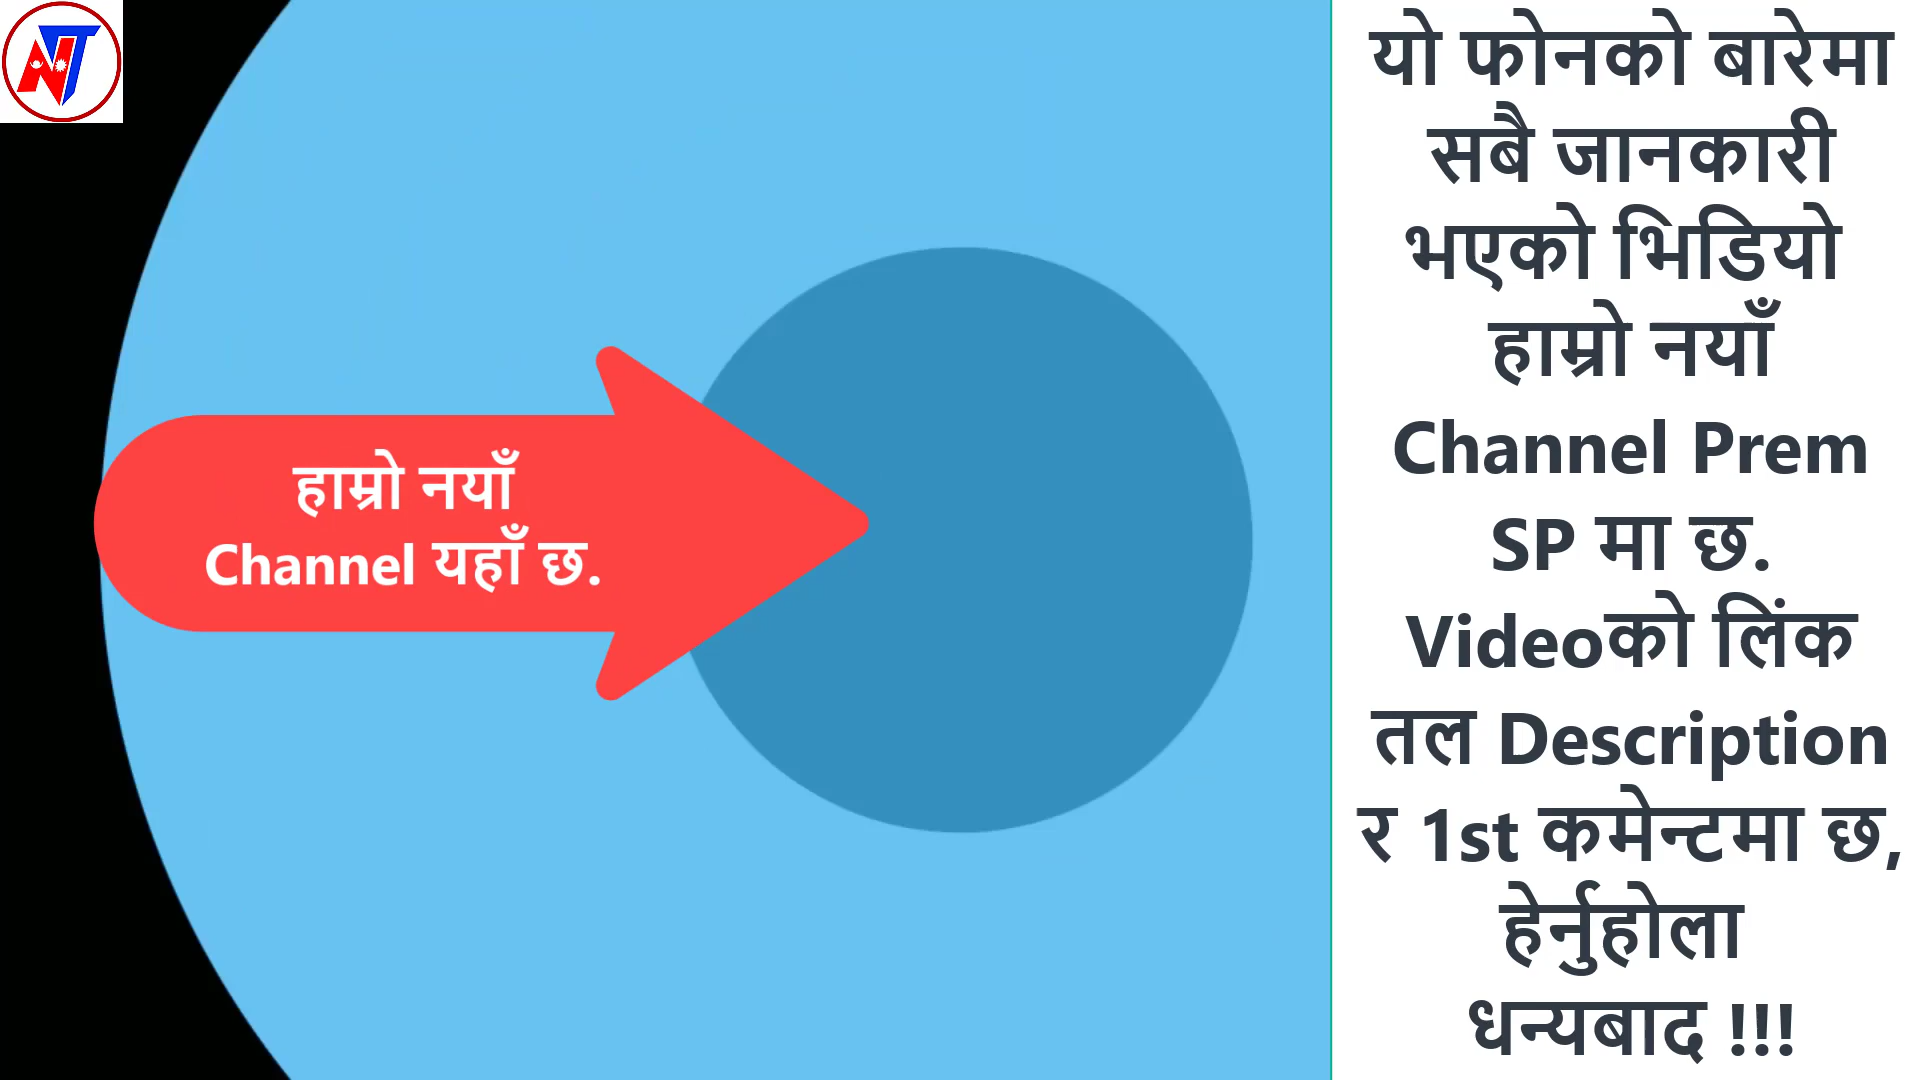 NT
हाम्रो नयाँ
Channel यहाँ छ.
यो फोनको बारेमा
सबै जानकारी
भएको भिडियो
हाम्रो नयाँ
Channel Prem
SP मा छ.
Videoको लिंक
तल Description
र 1st कमेन्टमा छ,
हेर्नुहोला
धन्यबाद !!!